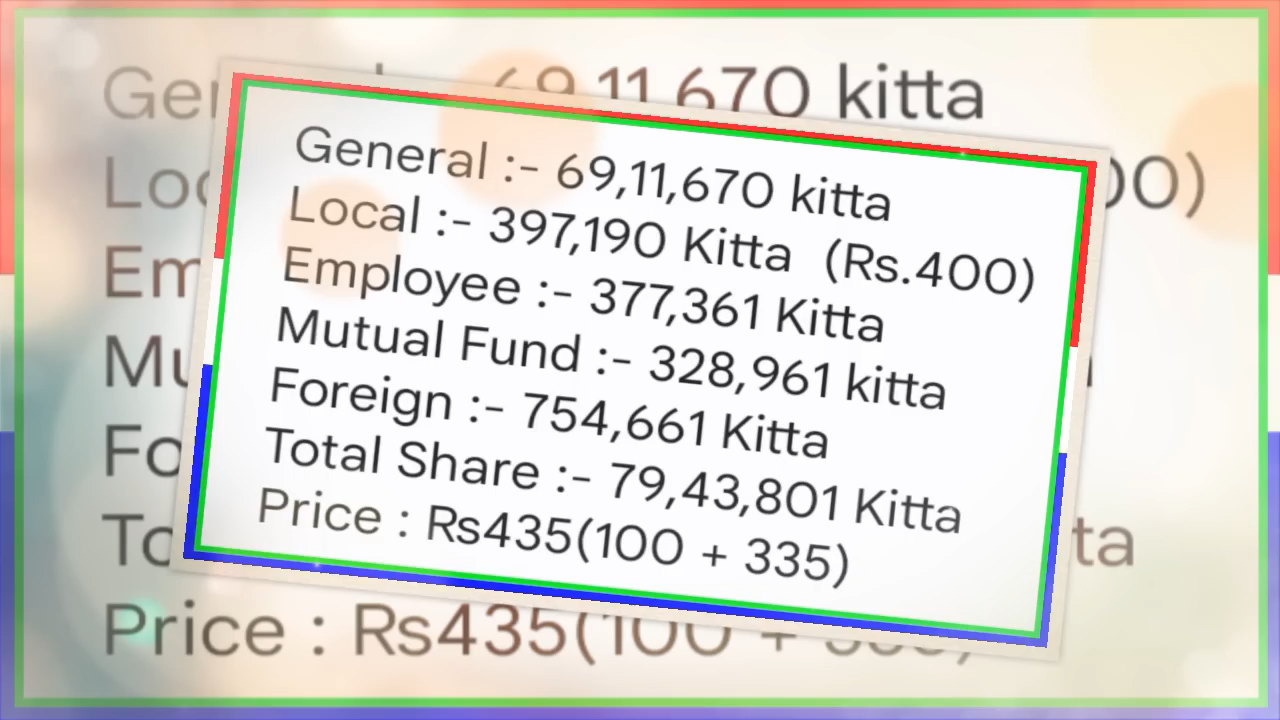 General :- 69,11,670 kitta
Local :- 397,190 Kitta (Rs.400)
Employee :- 377,361 Kitta
Mutual Fund :- 328,961 kitta
Foreign :- 754,661 Kitta
Total Share :- 79,43,801 Kitta
Price : Rs435(100 + 335)